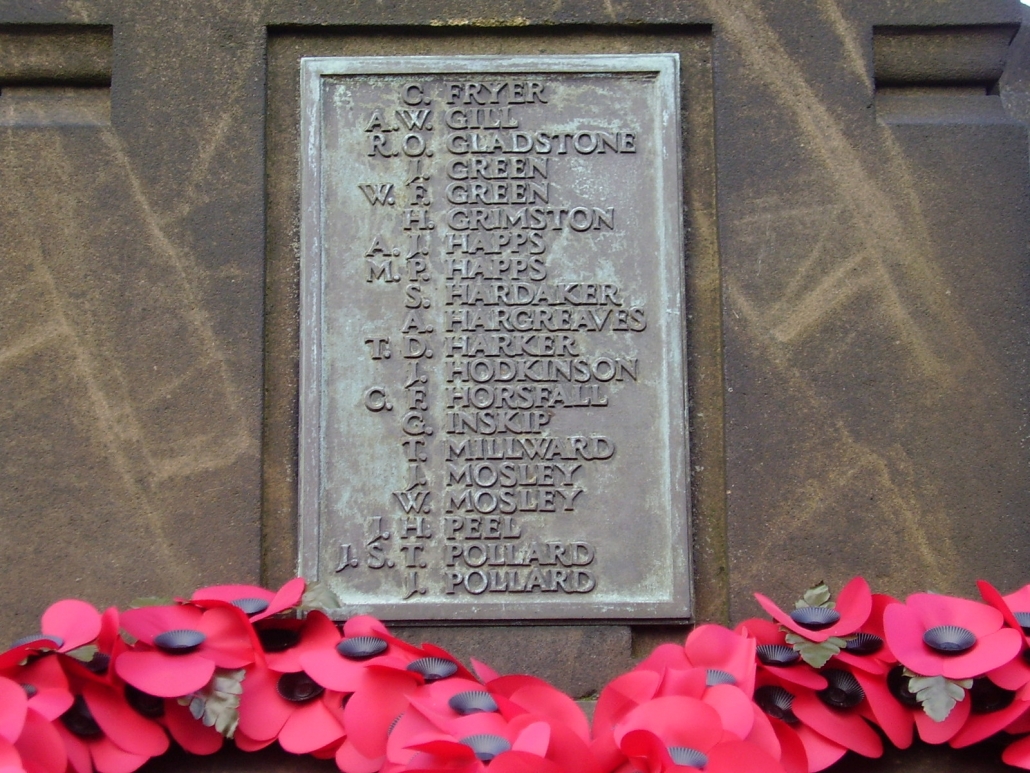 C. FRYER
A.W. GILL
R.O. GLADSTONE
J. GREEN
W. F. GREEN
H. GRIMSTON
A. J. HAPPS
M. P. HAPPS
S. HARDAKER
A. HARGREAVES
T. D. HARKER
J. HODKINSON
C. F. HORSFALL
G. INSKIP
T. MILLWARD
J. MOSLEY
W. MOSLEY
J. H. PEEL
J. S. T. POLLARD
J. POLLARD